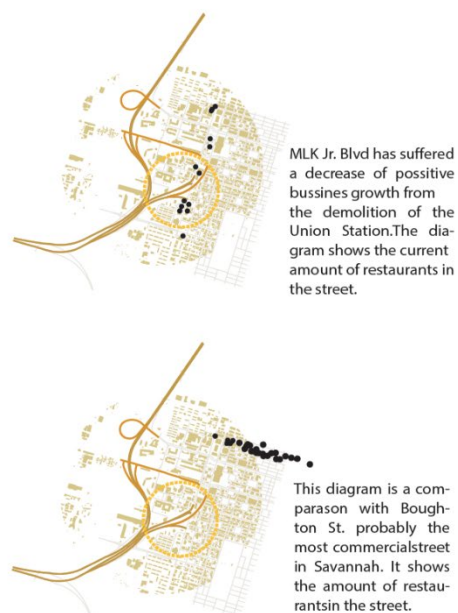 MLK Jr. Blvd has suffered
a decrease of possitive
bussines growth from
the demolition of the
Union Station.The dia-
gram shows the current
amount of restaurants in
the street.
This diagram is a com-
parason with Bough-
ton St. probably the
most commercialstreet
in Savannah. It shows
the amount of restau-
rantsin the street.